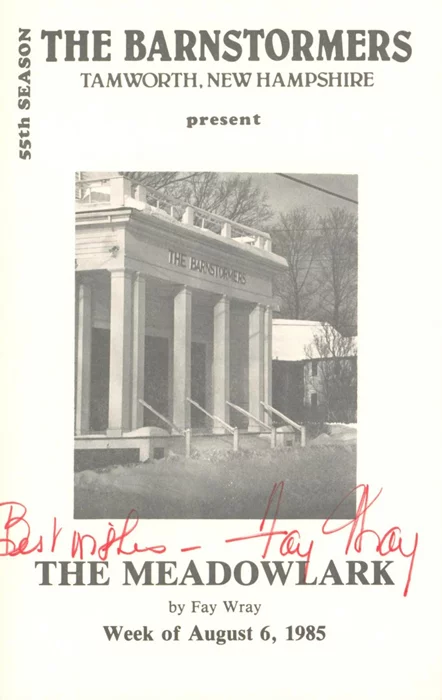 55th SEASON
THE BARNSTORMERS
TAMWORTH, NEW HAMPSHIRE
present
THE BARNSTORMERS
Best wishes – Fay Wray
THE MEADOWLARK
by Fay Wray
Week of August 6, 1985